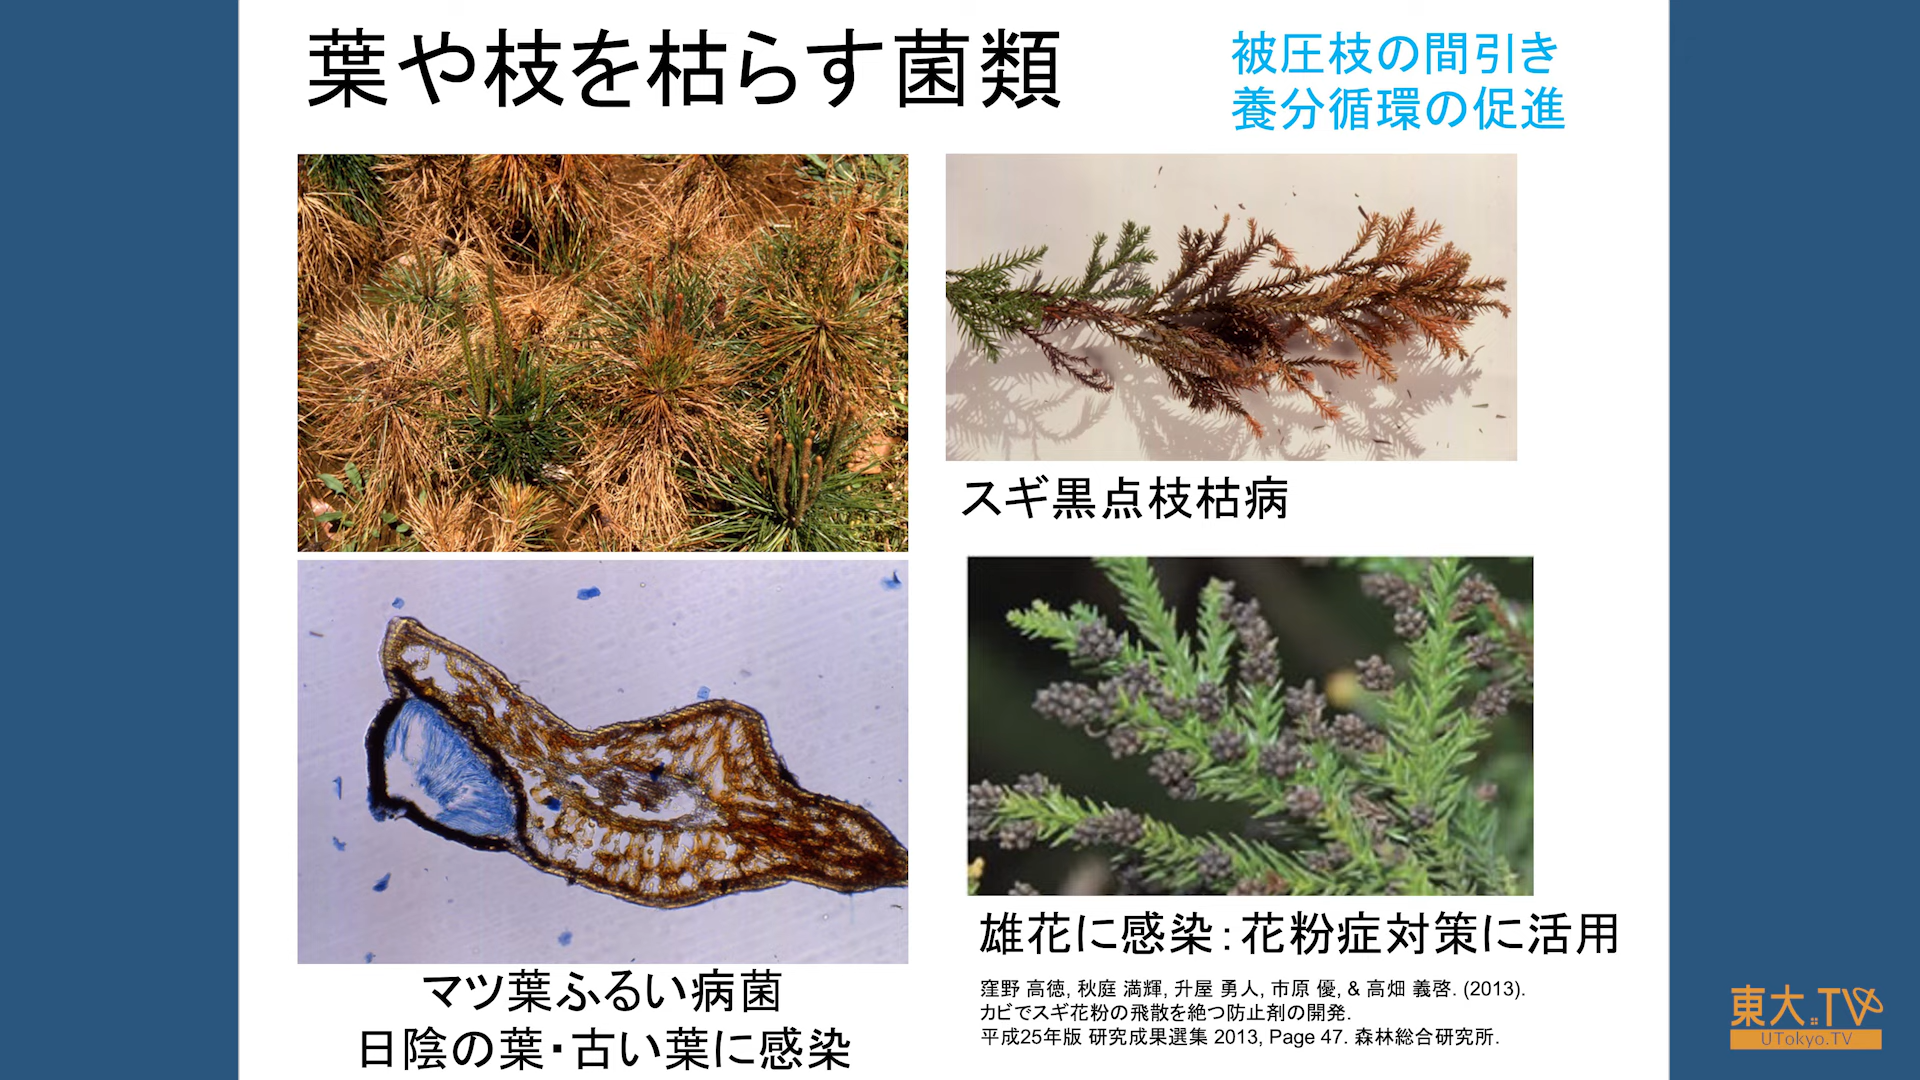 葉や枝を枯らす菌類
被圧枝の間引き
養分循環の促進
スギ黒点枝枯病
マツ葉ふるい病菌
日陰の葉・古い葉に感染
雄花に感染：花粉症対策に活用
窪野 高徳, 秋庭 満輝, 升屋 勇人, 市原 優, & 高畑 義啓. (2013).
カビでスギ花粉の飛散を絶つ防止剤の開発.
平成25年版 研究成果選集 2013, Page 47. 森林総合研究所.
東大.TV
UTokyo.TV